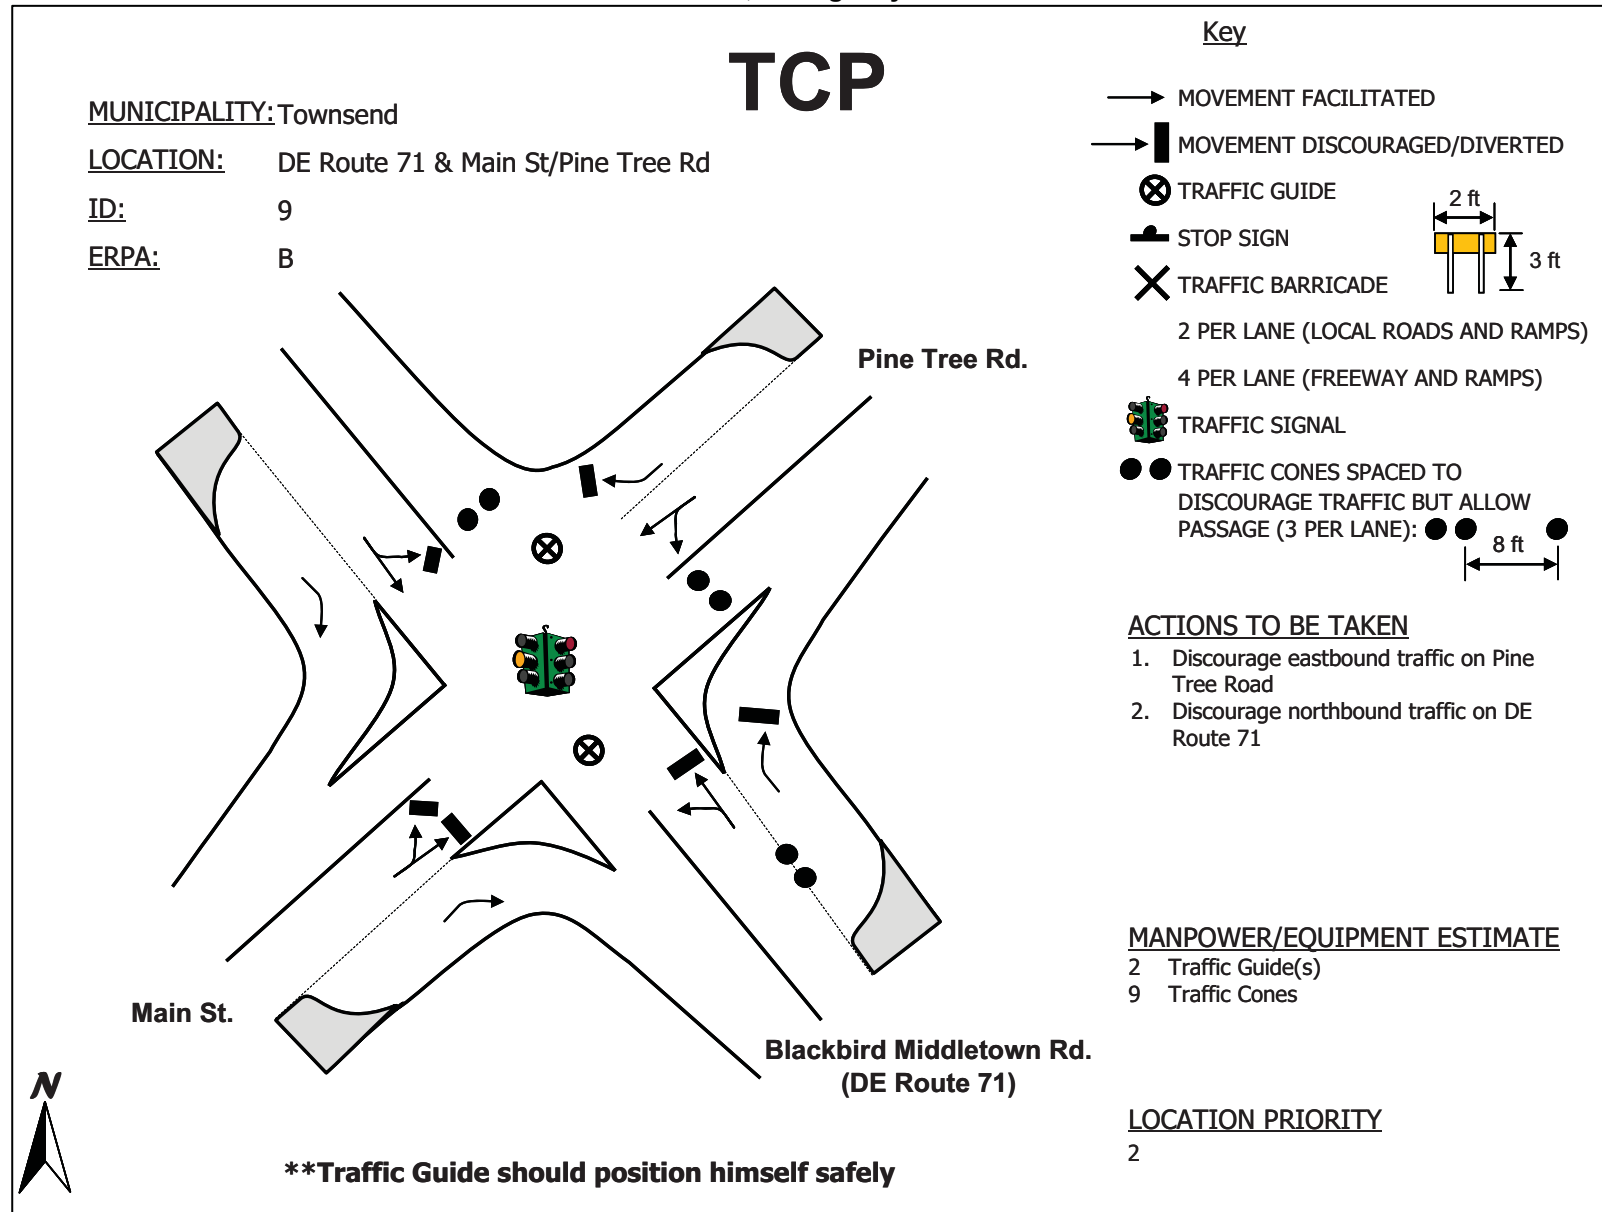 TCP
MUNICIPALITY: Townsend
LOCATION: DE Route 71 & Main St/Pine Tree Rd
ID: 9
ERPA: B
Key
MOVEMENT FACILITATED
MOVEMENT DISCOURAGED/DIVERTED
TRAFFIC GUIDE
STOP SIGN
TRAFFIC BARRICADE
2 ft
3 ft
2 PER LANE (LOCAL ROADS AND RAMPS)
4 PER LANE (FREEWAY AND RAMPS)
TRAFFIC SIGNAL
TRAFFIC CONES SPACED TO
DISCOURAGE TRAFFIC BUT ALLOW
PASSAGE (3 PER LANE):
8 ft
ACTIONS TO BE TAKEN
1. Discourage eastbound traffic on Pine
Tree Road
2. Discourage northbound traffic on DE
Route 71
MANPOWER/EQUIPMENT ESTIMATE
2 Traffic Guide(s)
9 Traffic Cones
LOCATION PRIORITY
2
Pine Tree Rd.
Main St.
Blackbird Middletown Rd.
(DE Route 71)
N
**Traffic Guide should position himself safely